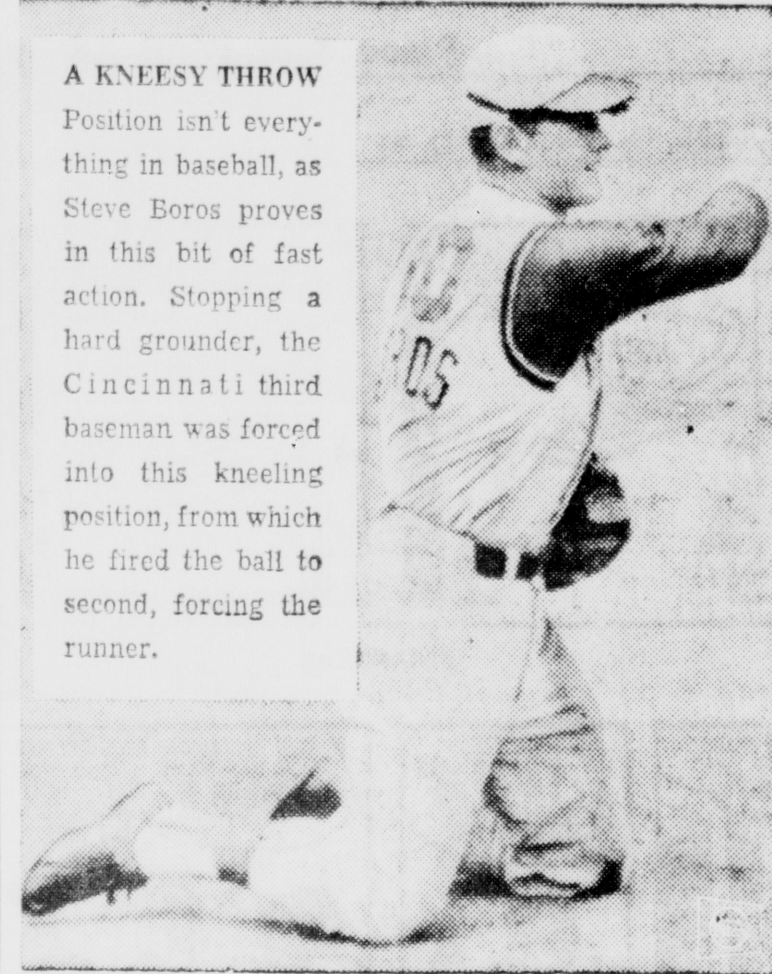 A KNEESY THROW
Position isn't every-
thing in baseball, as
Steve Boros proves
in this bit of fast
action. Stopping a
hard grounder, the
Cincinnati third
baseman was forced
into this kneeling
position, from which
he fired the ball to
second, forcing the
runner.
OS